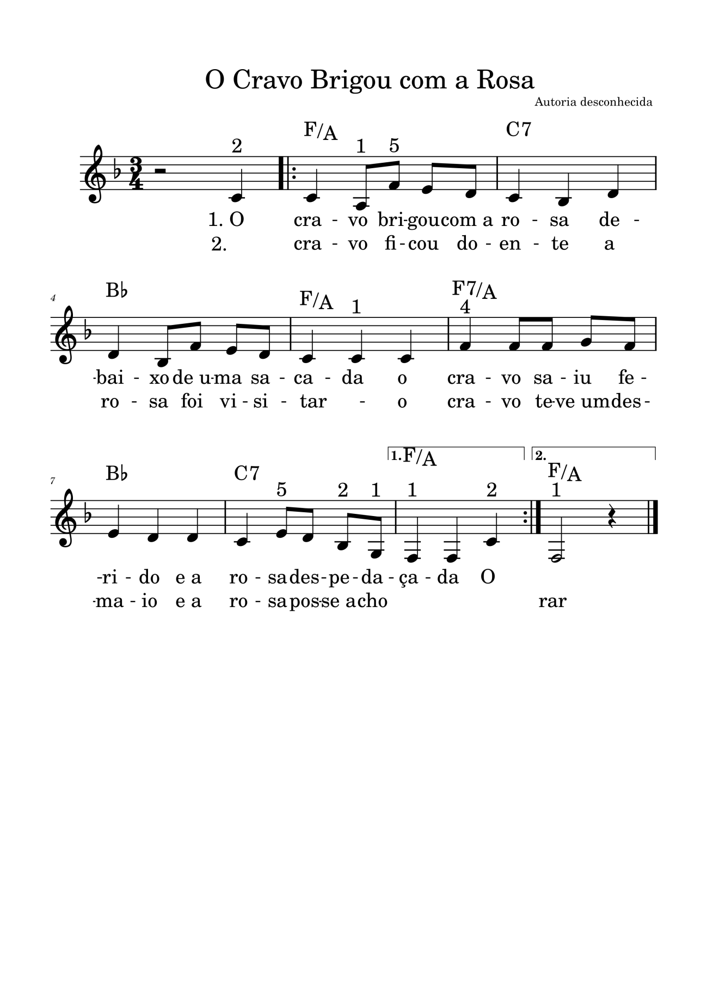 O Cravo Brigou com a Rosa
Autoria desconhecida
F/A C7
2 1 5
3/4
1. O cra - vo bri - gou com a ro - sa de -
2. cra - vo fi - cou do - en - te a
4 B♭ F/A F7/A
1 4
- bai - xo de u - ma sa - ca - da o cra - vo sa - iu fe -
ro - sa foi vi - si - tar - o cra - vo te - ve um des -
1. 2.
7 B♭ C7 F/A F/A
5 2 1 1 2 1
- ri - do e a ro - sa des - pe - da - ça - da O
- ma - io e a ro - sa pos - se a cho rar